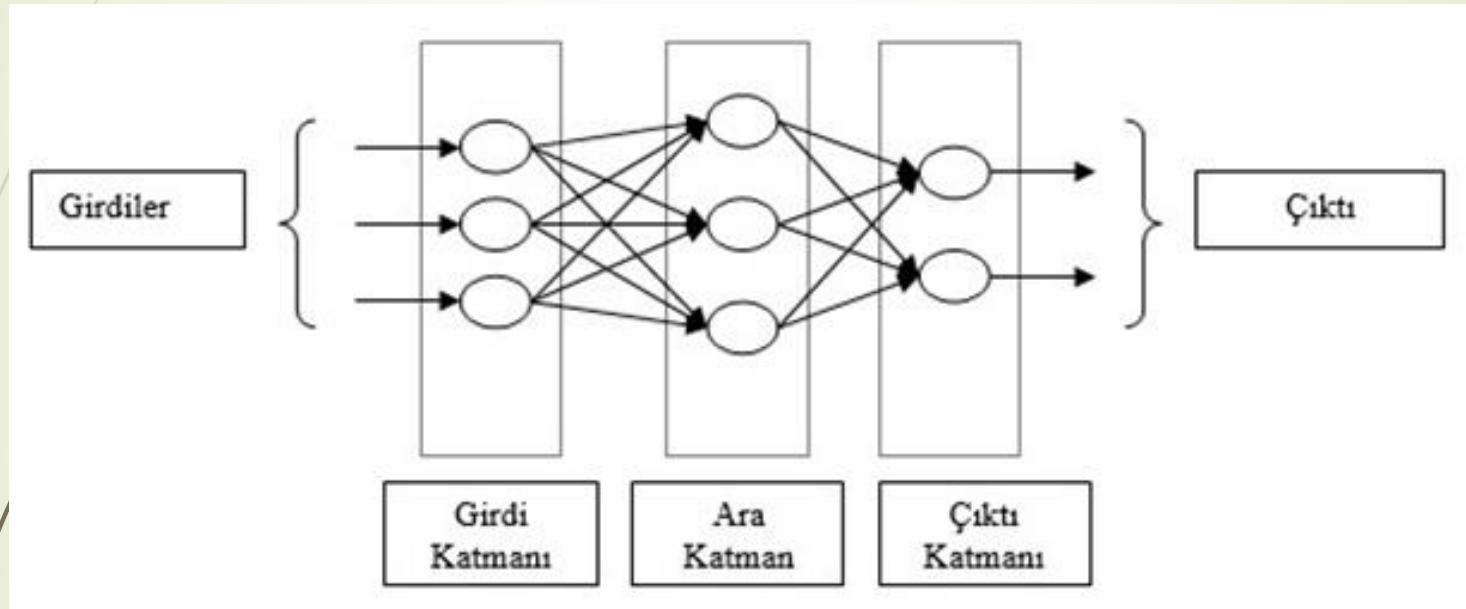 Girdiler
Çıktı
Girdi
Katmanı
Ara
Katman
Çıktı
Katmanı